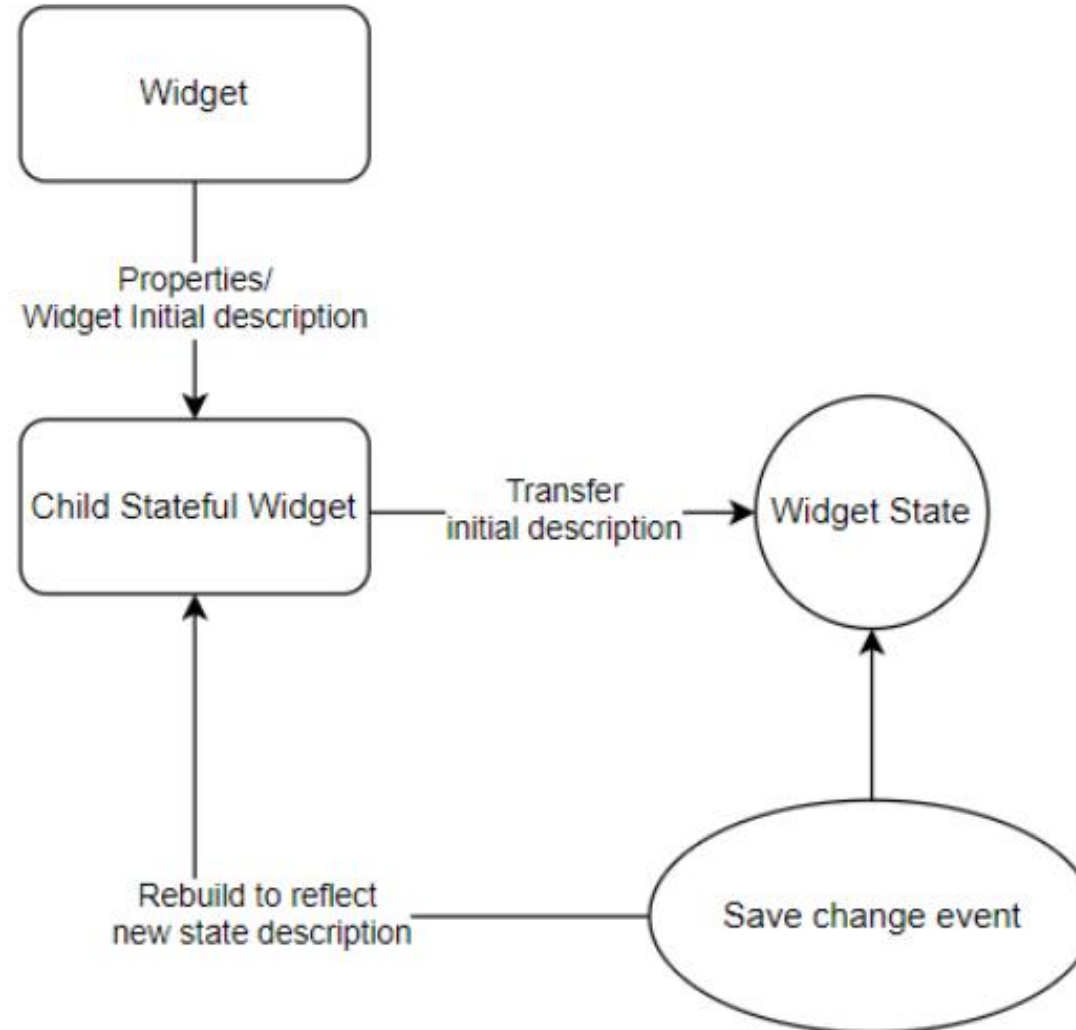 Widget
Properties/
Widget Initial description
Child Stateful Widget
Transfer
initial description
Widget State
Rebuild to reflect
new state description
Save change event